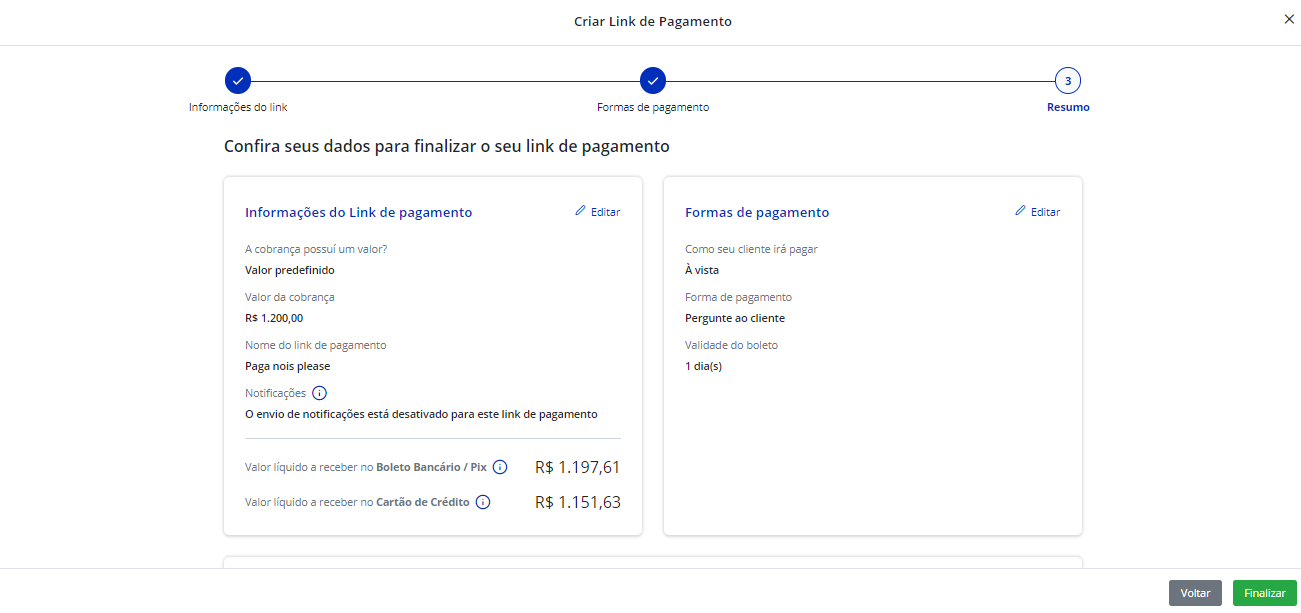 Criar Link de Pagamento
3
Informações do link
Formas de pagamento
Resumo
Confira seus dados para finalizar o seu link de pagamento
Informações do Link de pagamento
Editar
A cobrança possuí um valor?
Valor predefinido
Valor da cobrança
R$ 1.200,00
Nome do link de pagamento
Paga nois please
Notificações
O envio de notificações está desativado para este link de pagamento
Valor líquido a receber no Boleto Bancário / Pix R$ 1.197,61
Valor líquido a receber no Cartão de Crédito R$ 1.151,63
Formas de pagamento
Editar
Como seu cliente irá pagar
À vista
Forma de pagamento
Pergunte ao cliente
Validade do boleto
1 dia(s)
Voltar
Finalizar